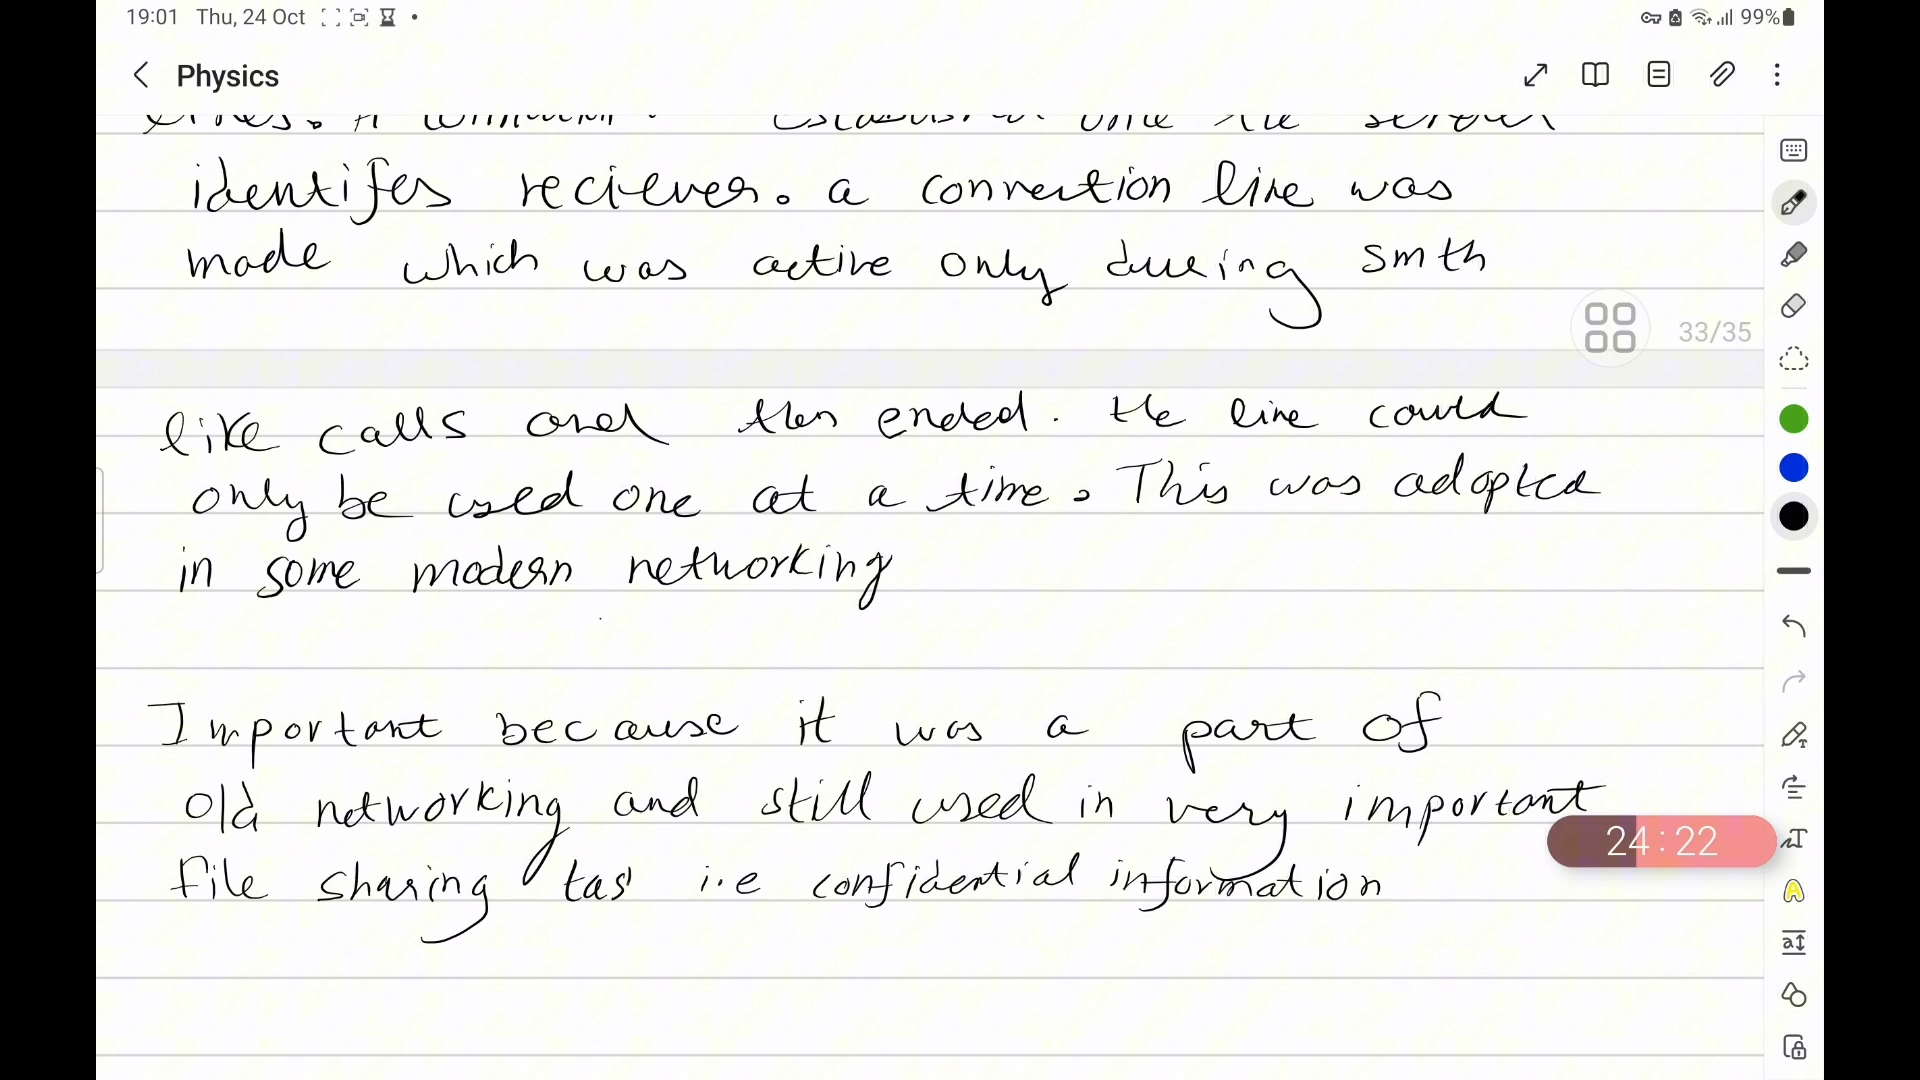 19:01 Thu, 24 Oct
99%
Physics
identifes reciever. a connection line was
made which was active only during smth
33/35
like calls and then ended. the line could
only be used one at a time. This was adopted
in some modern networking
Important because it was a part of
old networking and still used in very important
24:22
file sharing tas i.e confidential information